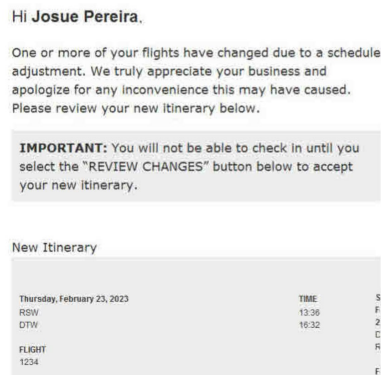 Hi Josue Pereira,
One or more of your flights have changed due to a schedule
adjustment. We truly appreciate your business and
apologize for any inconvenience this may have caused.
Please review your new itinerary below.
IMPORTANT: You will not be able to check in until you
select the “REVIEW CHANGES” button below to accept
your new itinerary.
New Itinerary
Thursday, February 23, 2023 TIME
RSW 13:36
DTW 16:32
FLIGHT
1234